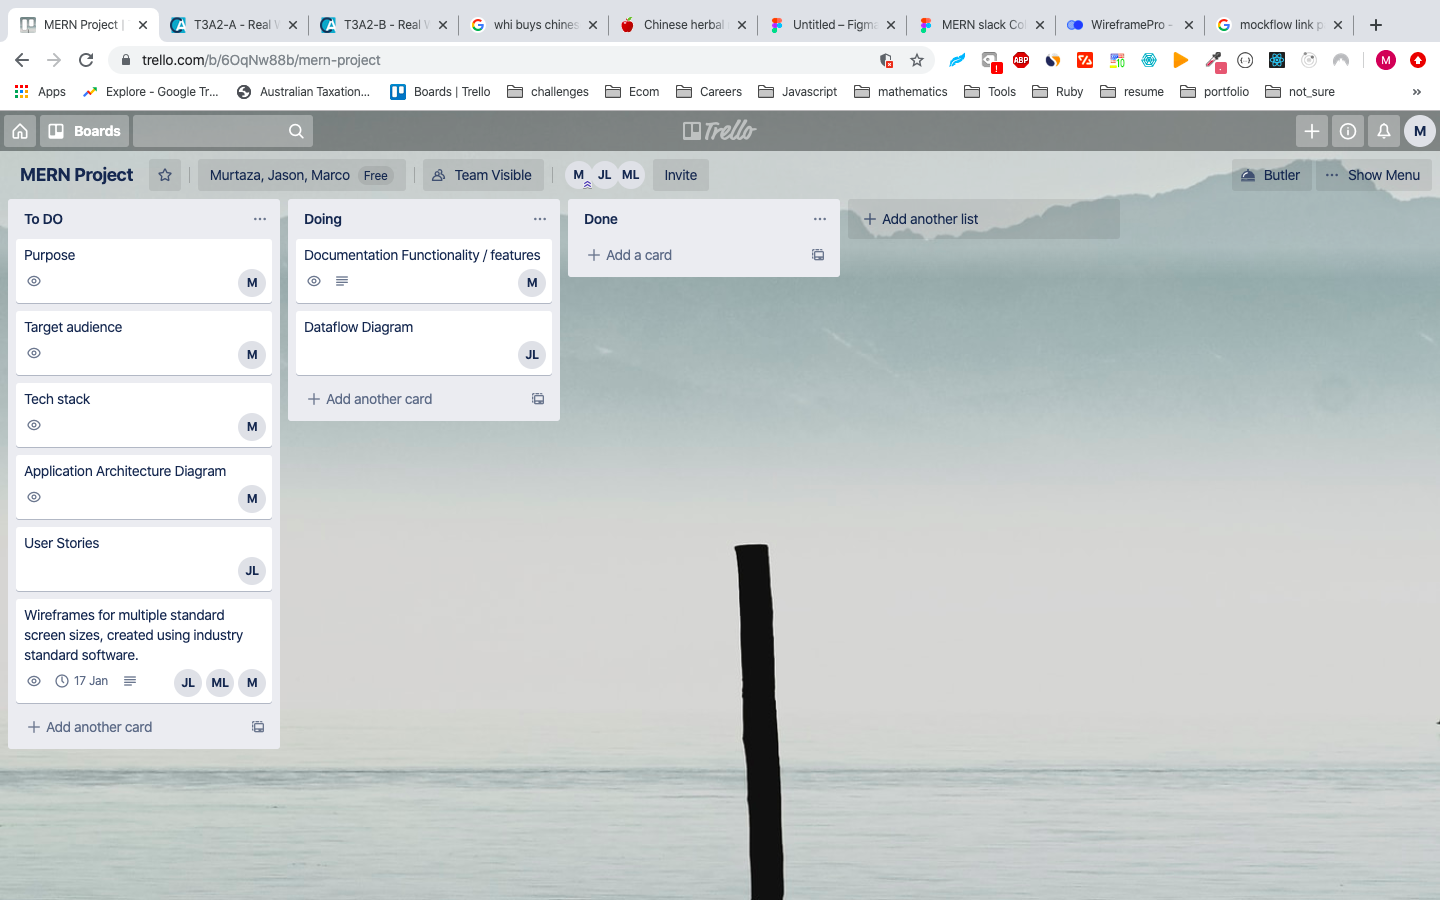 MERN Project |
T3A2-A - Real
T3A2-B - Real
whi buys chines
Chinese herbal
Untitled – Figma
MERN slack Co
WireframePro -
mockflow link p
trello.com/b/6OqNw88b/mern-project
ABP
10
M
Apps
Explore - Google Tr...
Australian Taxation...
Boards | Trello
challenges
Ecom
Careers
Javascript
mathematics
Tools
Ruby
resume
portfolio
not_sure
»
Boards
Trello
M
MERN Project
Murtaza, Jason, Marco Free
Team Visible
M JL ML
Invite
Butler
Show Menu
To DO
Purpose
M
Target audience
M
Tech stack
M
Application Architecture Diagram
M
User Stories
JL
Wireframes for multiple standard
screen sizes, created using industry
standard software.
17 Jan
JL ML M
Add another card
Doing
Documentation Functionality / features
M
Dataflow Diagram
JL
Add another card
Done
Add a card
Add another list